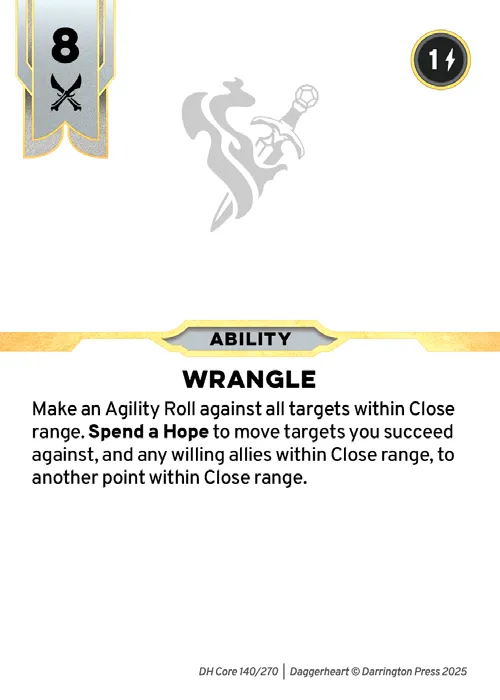 8
1
ABILITY
WRANGLE
Make an Agility Roll against all targets within Close
range. Spend a Hope to move targets you succeed
against, and any willing allies within Close range, to
another point within Close range.
DH Core 140/270 | Daggerheart © Darrington Press 2025